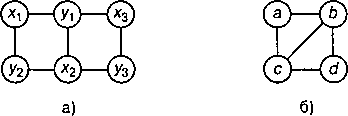 x₁ y₁ x₃ a b
y₂ x₂ y₃ c d
а) б)